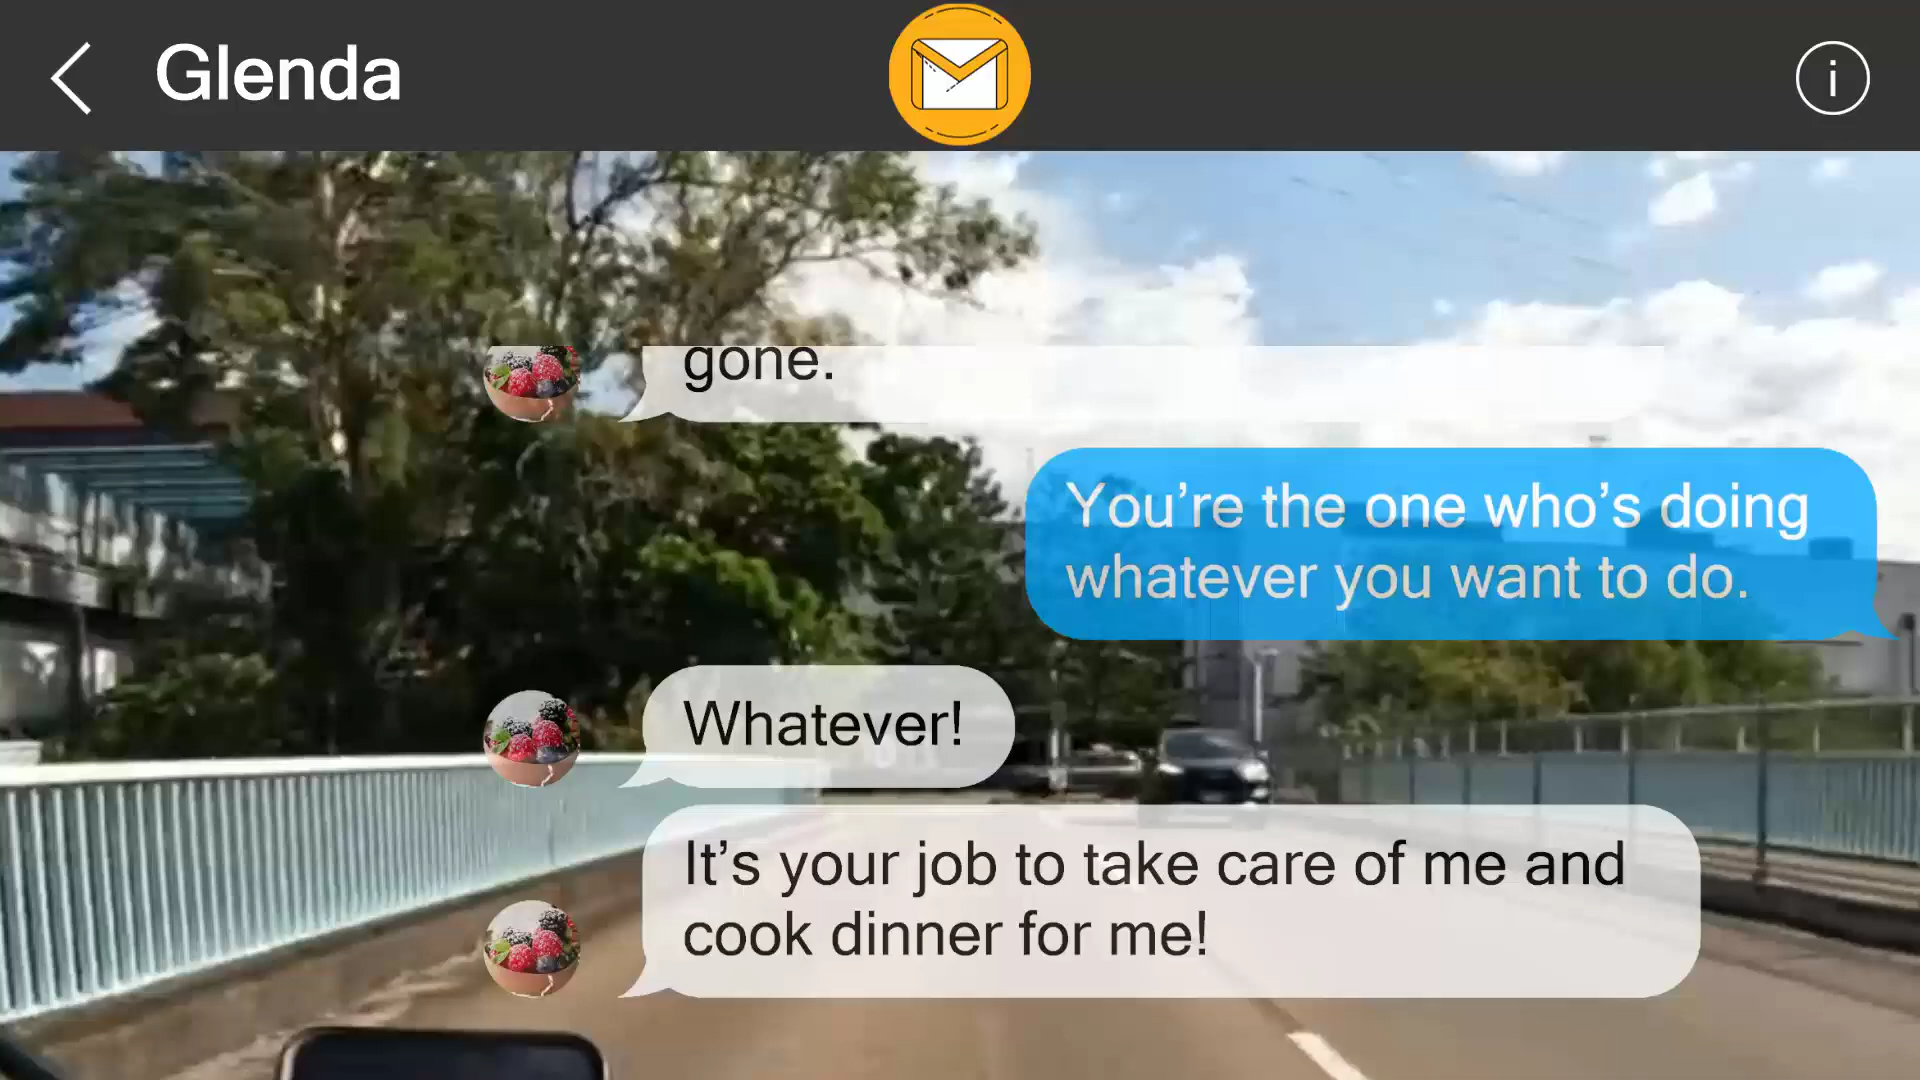 Glenda
i
gone.
You’re the one who’s doing
whatever you want to do.
Whatever!
It’s your job to take care of me and
cook dinner for me!